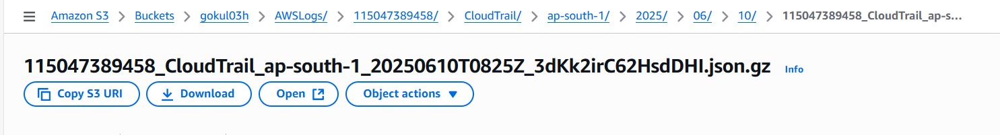 Amazon S3 > Buckets > gokul03h > AWSLogs/ > 115047389458/ > CloudTrail/ > ap-south-1/ > 2025/ > 06/ > 10/ > 115047389458_CloudTrail_ap-s...
115047389458_CloudTrail_ap-south-1_20250610T0825Z_3dKk2irC62HsdDHI.json.gz Info
Copy S3 URI Download Open Object actions